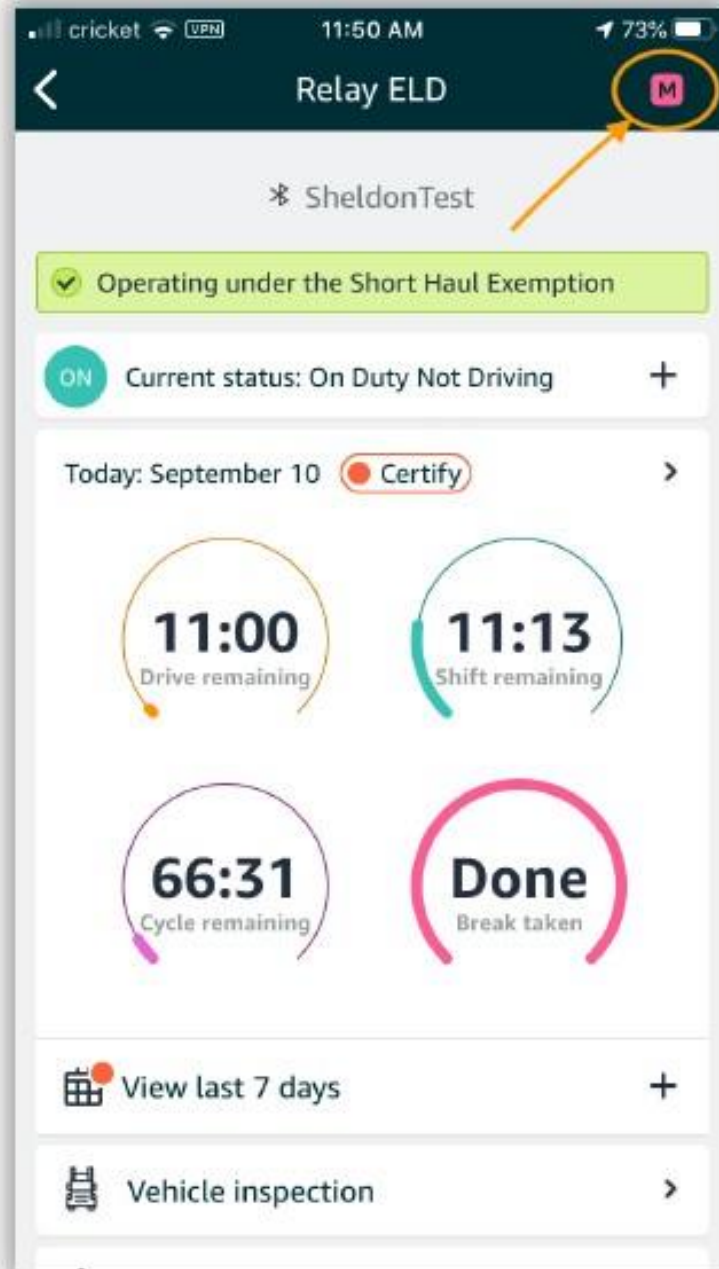 cricket VPN 11:50 AM 73%
Relay ELD M
SheldonTest
Operating under the Short Haul Exemption
ON Current status: On Duty Not Driving +
Today: September 10 Certify
11:00 11:13
Drive remaining Shift remaining
66:31 Done
Cycle remaining Break taken
View last 7 days +
Vehicle inspection